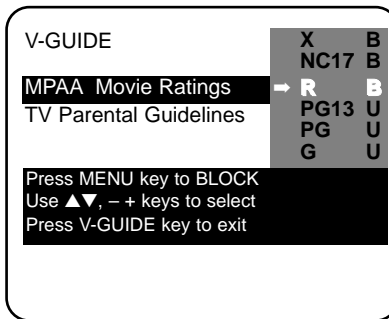 V-GUIDE
X B
NC17 B
MPAA Movie Ratings ➡ R B
TV Parental Guidelines PG13 U
PG U
G U
Press MENU key to BLOCK
Use ▲▼, – + keys to select
Press V-GUIDE key to exit